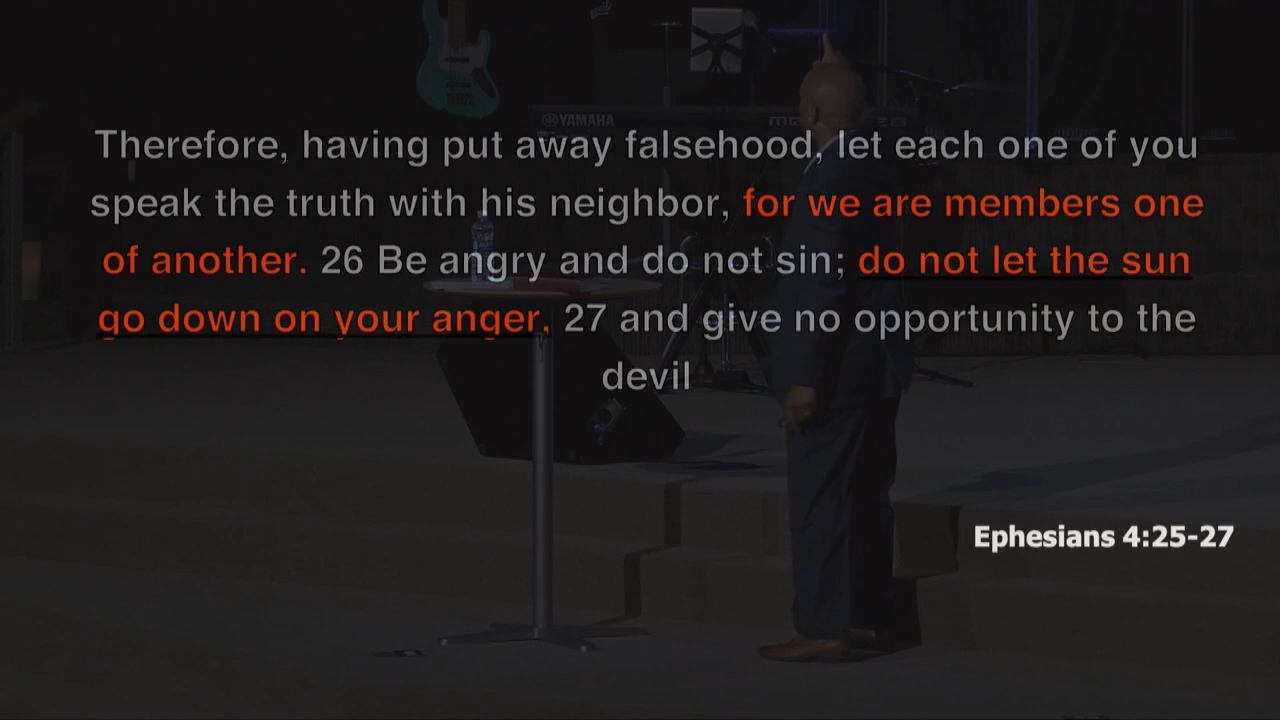 YAMAHA
Therefore, having put away falsehood, let each one of you
speak the truth with his neighbor, for we are members one
of another. 26 Be angry and do not sin; do not let the sun
go down on your anger, 27 and give no opportunity to the
devil
Ephesians 4:25-27